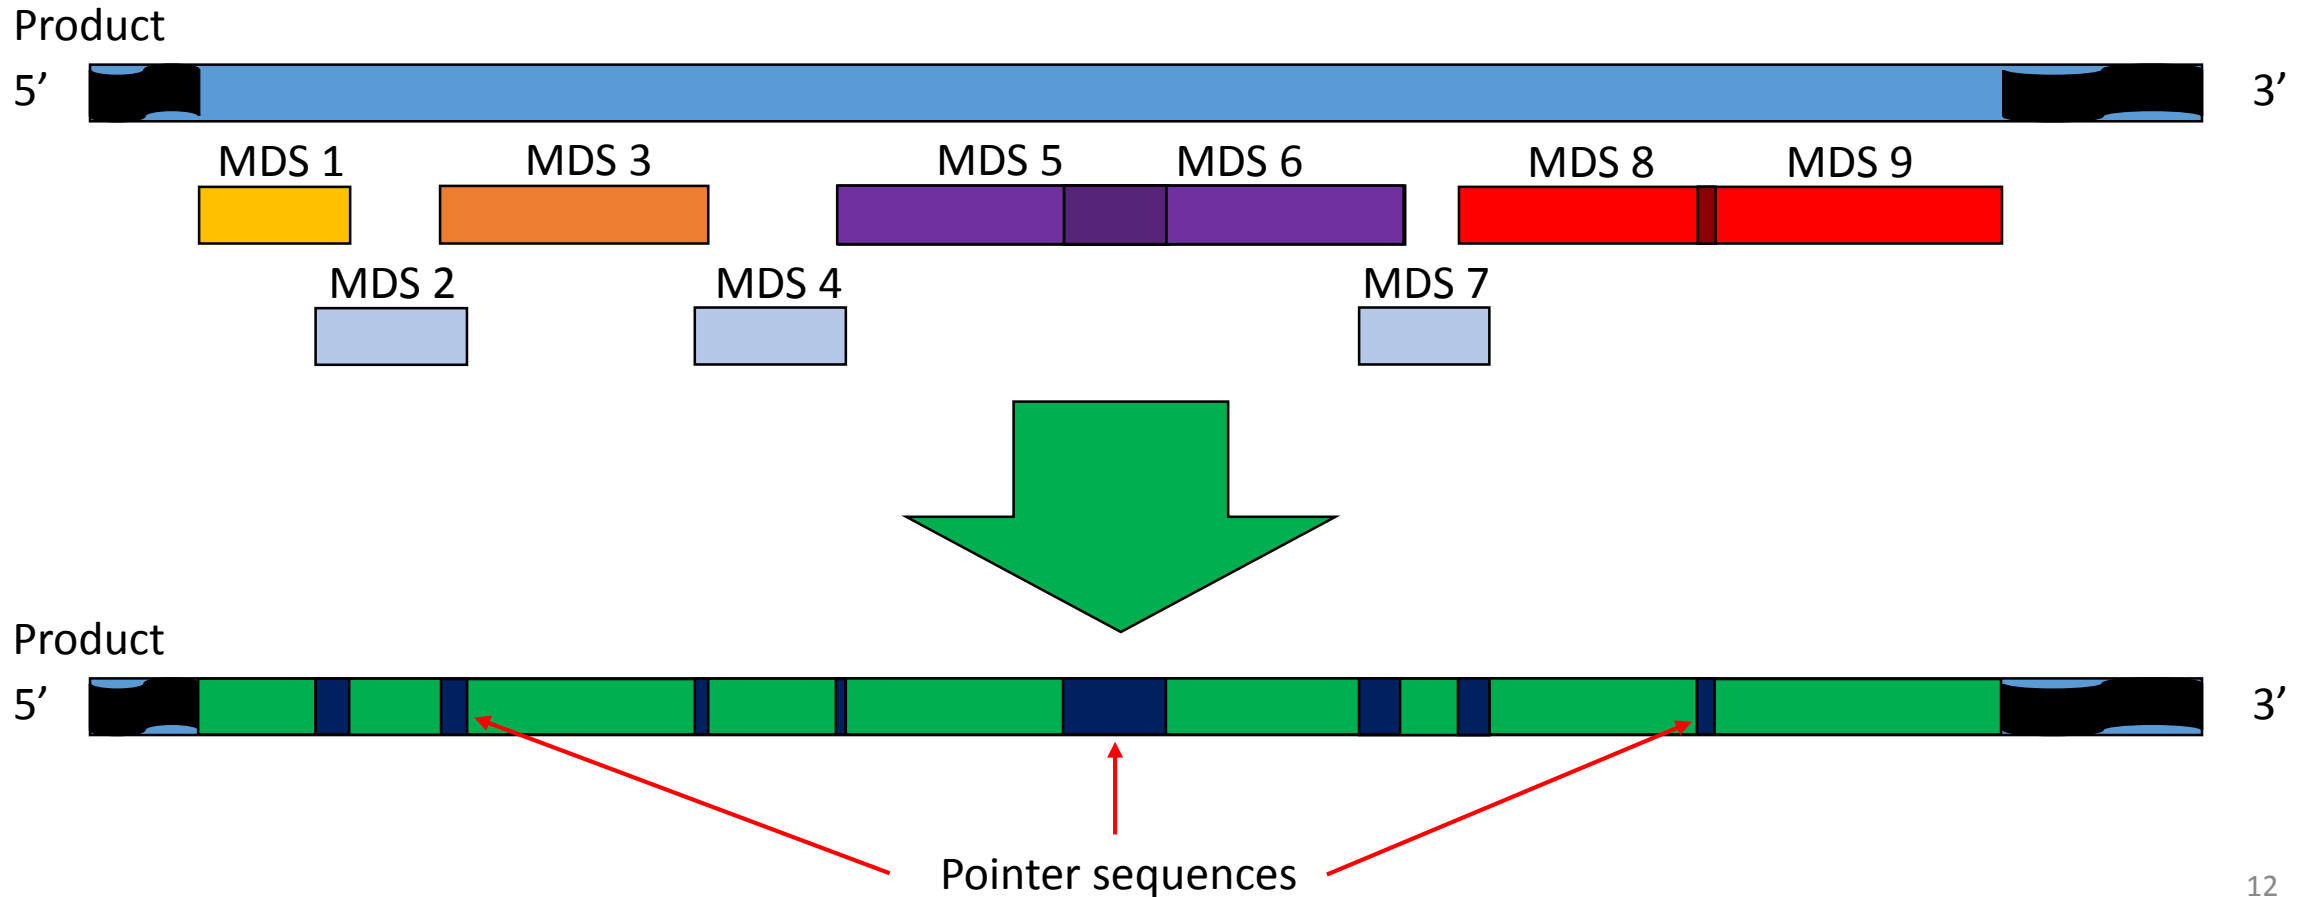 Product
5’ 3’
MDS 1 MDS 3 MDS 5 MDS 6 MDS 8 MDS 9
MDS 2 MDS 4 MDS 7
Product
5’ 3’
Pointer sequences
12